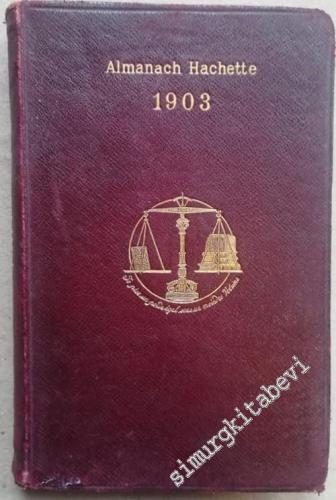 Almanach Hachette
1903
simurgkitabevi